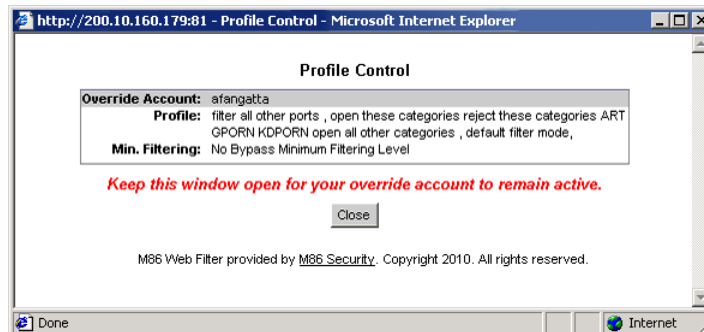 http://200.10.160.179:81 - Profile Control - Microsoft Internet Explorer
Profile Control
Override Account: afangatta
Profile: filter all other ports , open these categories reject these categories ART
GPORN KDPORN open all other categories , default filter mode,
Min. Filtering: No Bypass Minimum Filtering Level
Keep this window open for your override account to remain active.
Close
M86 Web Filter provided by M86 Security. Copyright 2010. All rights reserved.
Done Internet